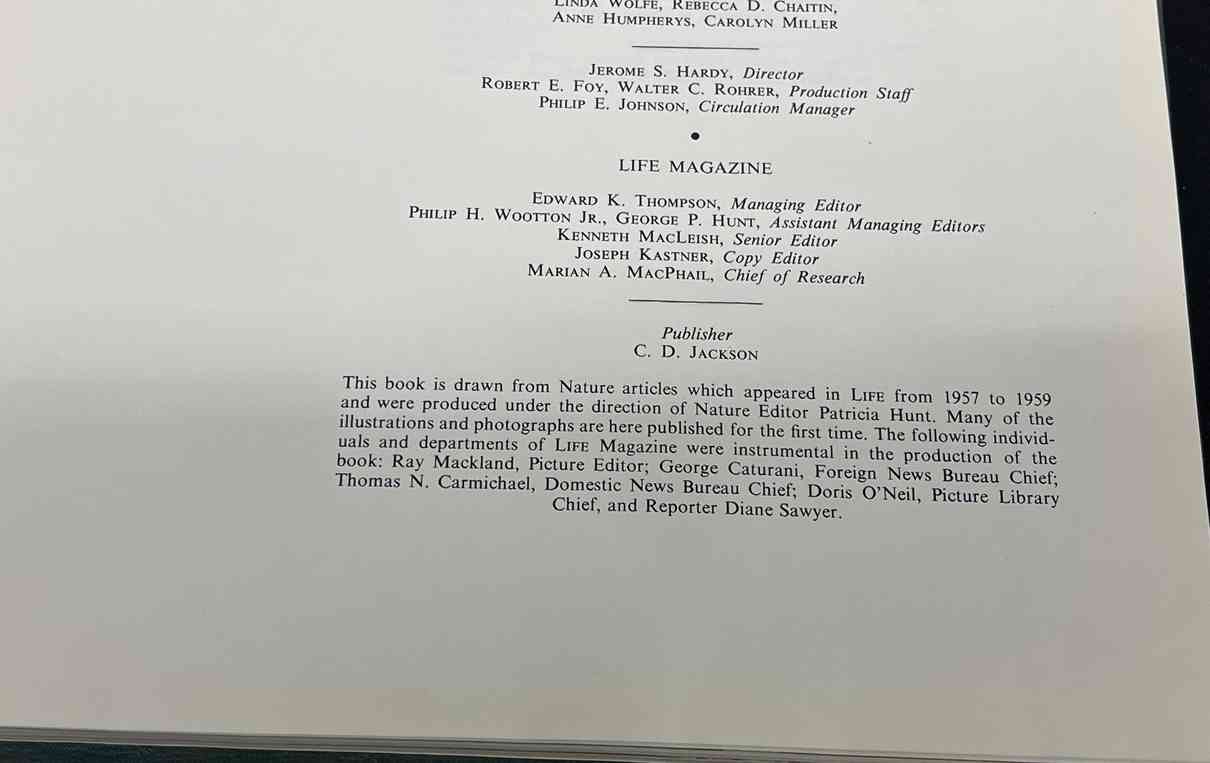 LINDA WOLFE, REBECCA D. CHAITIN,
ANNE HUMPHERYS, CAROLYN MILLER
JEROME S. HARDY, Director
ROBERT E. FOY, WALTER C. ROHRER, Production Staff
PHILIP E. JOHNSON, Circulation Manager
•
LIFE MAGAZINE
EDWARD K. THOMPSON, Managing Editor
PHILIP H. WOOTTON JR., GEORGE P. HUNT, Assistant Managing Editors
KENNETH MACLEISH, Senior Editor
JOSEPH KASTNER, Copy Editor
MARIAN A. MACPHAIL, Chief of Research
Publisher
C. D. JACKSON
This book is drawn from Nature articles which appeared in LIFE from 1957 to 1959
and were produced under the direction of Nature Editor Patricia Hunt. Many of the
illustrations and photographs are here published for the first time. The following individ-
uals and departments of LIFE Magazine were instrumental in the production of the
book: Ray Mackland, Picture Editor; George Caturani, Foreign News Bureau Chief;
Thomas N. Carmichael, Domestic News Bureau Chief; Doris O'Neil, Picture Library
Chief, and Reporter Diane Sawyer.